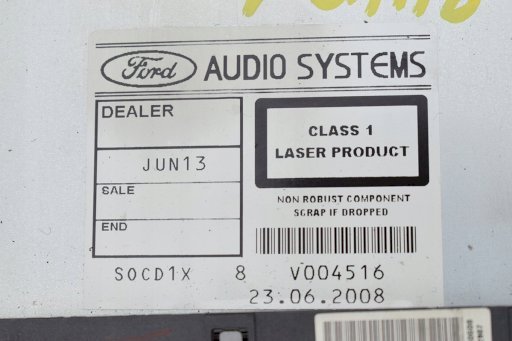 Ford AUDIO SYSTEMS
DEALER
JUN13
SALE
END
CLASS 1
LASER PRODUCT
NON ROBUST COMPONENT
SCRAP IF DROPPED
SOCD1X 8 V004516
23.06.2008